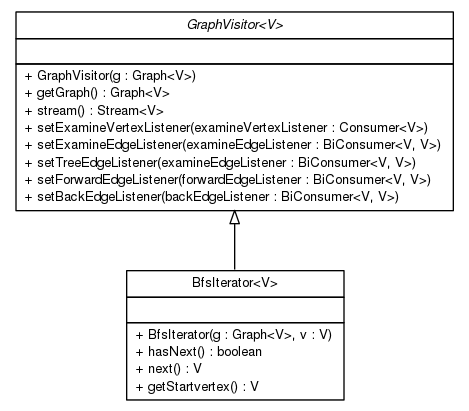 GraphVisitor<V>
+ GraphVisitor(g : Graph<V>)
+ getGraph() : Graph<V>
+ stream() : Stream<V>
+ setExamineVertexListener(examineVertexListener : Consumer<V>)
+ setExamineEdgeListener(examineEdgeListener : BiConsumer<V, V>)
+ setTreeEdgeListener(examineEdgeListener : BiConsumer<V, V>)
+ setForwardEdgeListener(forwardEdgeListener : BiConsumer<V, V>)
+ setBackEdgeListener(backEdgeListener : BiConsumer<V, V>)
BfsIterator<V>
+ BfsIterator(g : Graph<V>, v : V)
+ hasNext() : boolean
+ next() : V
+ getStartvertex() : V